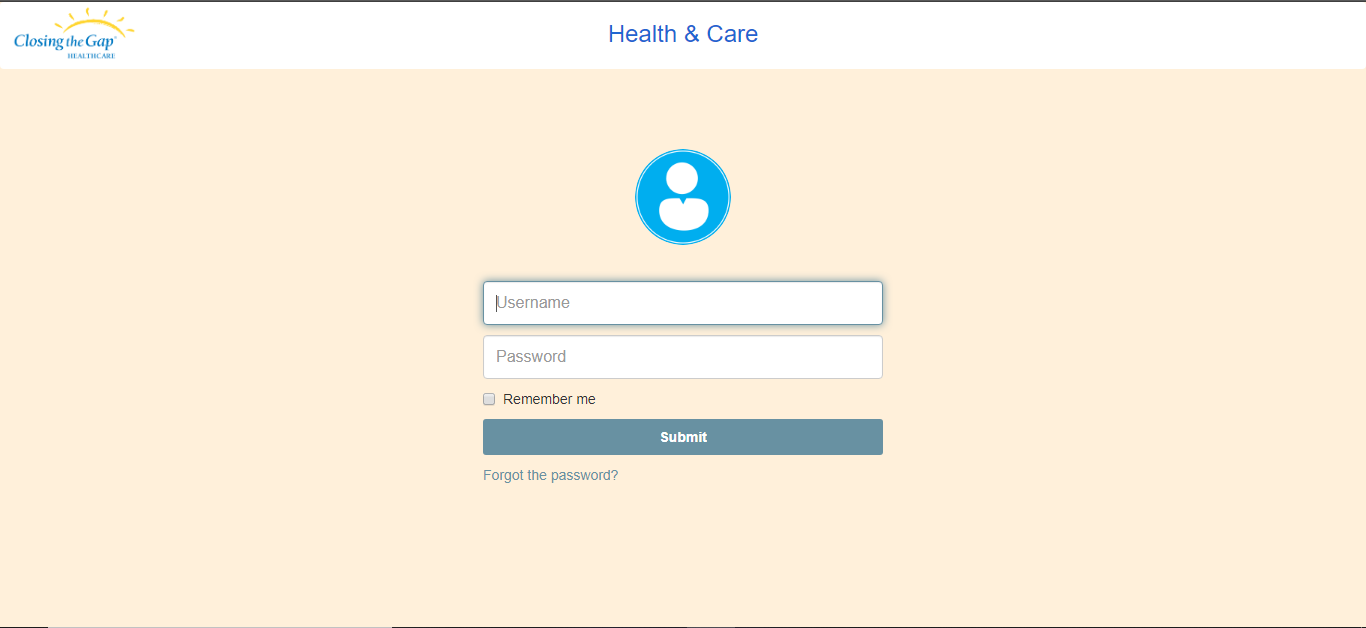 Closing the Gap®
HEALTHCARE
Health & Care
Username
Password
Remember me
Submit
Forgot the password?